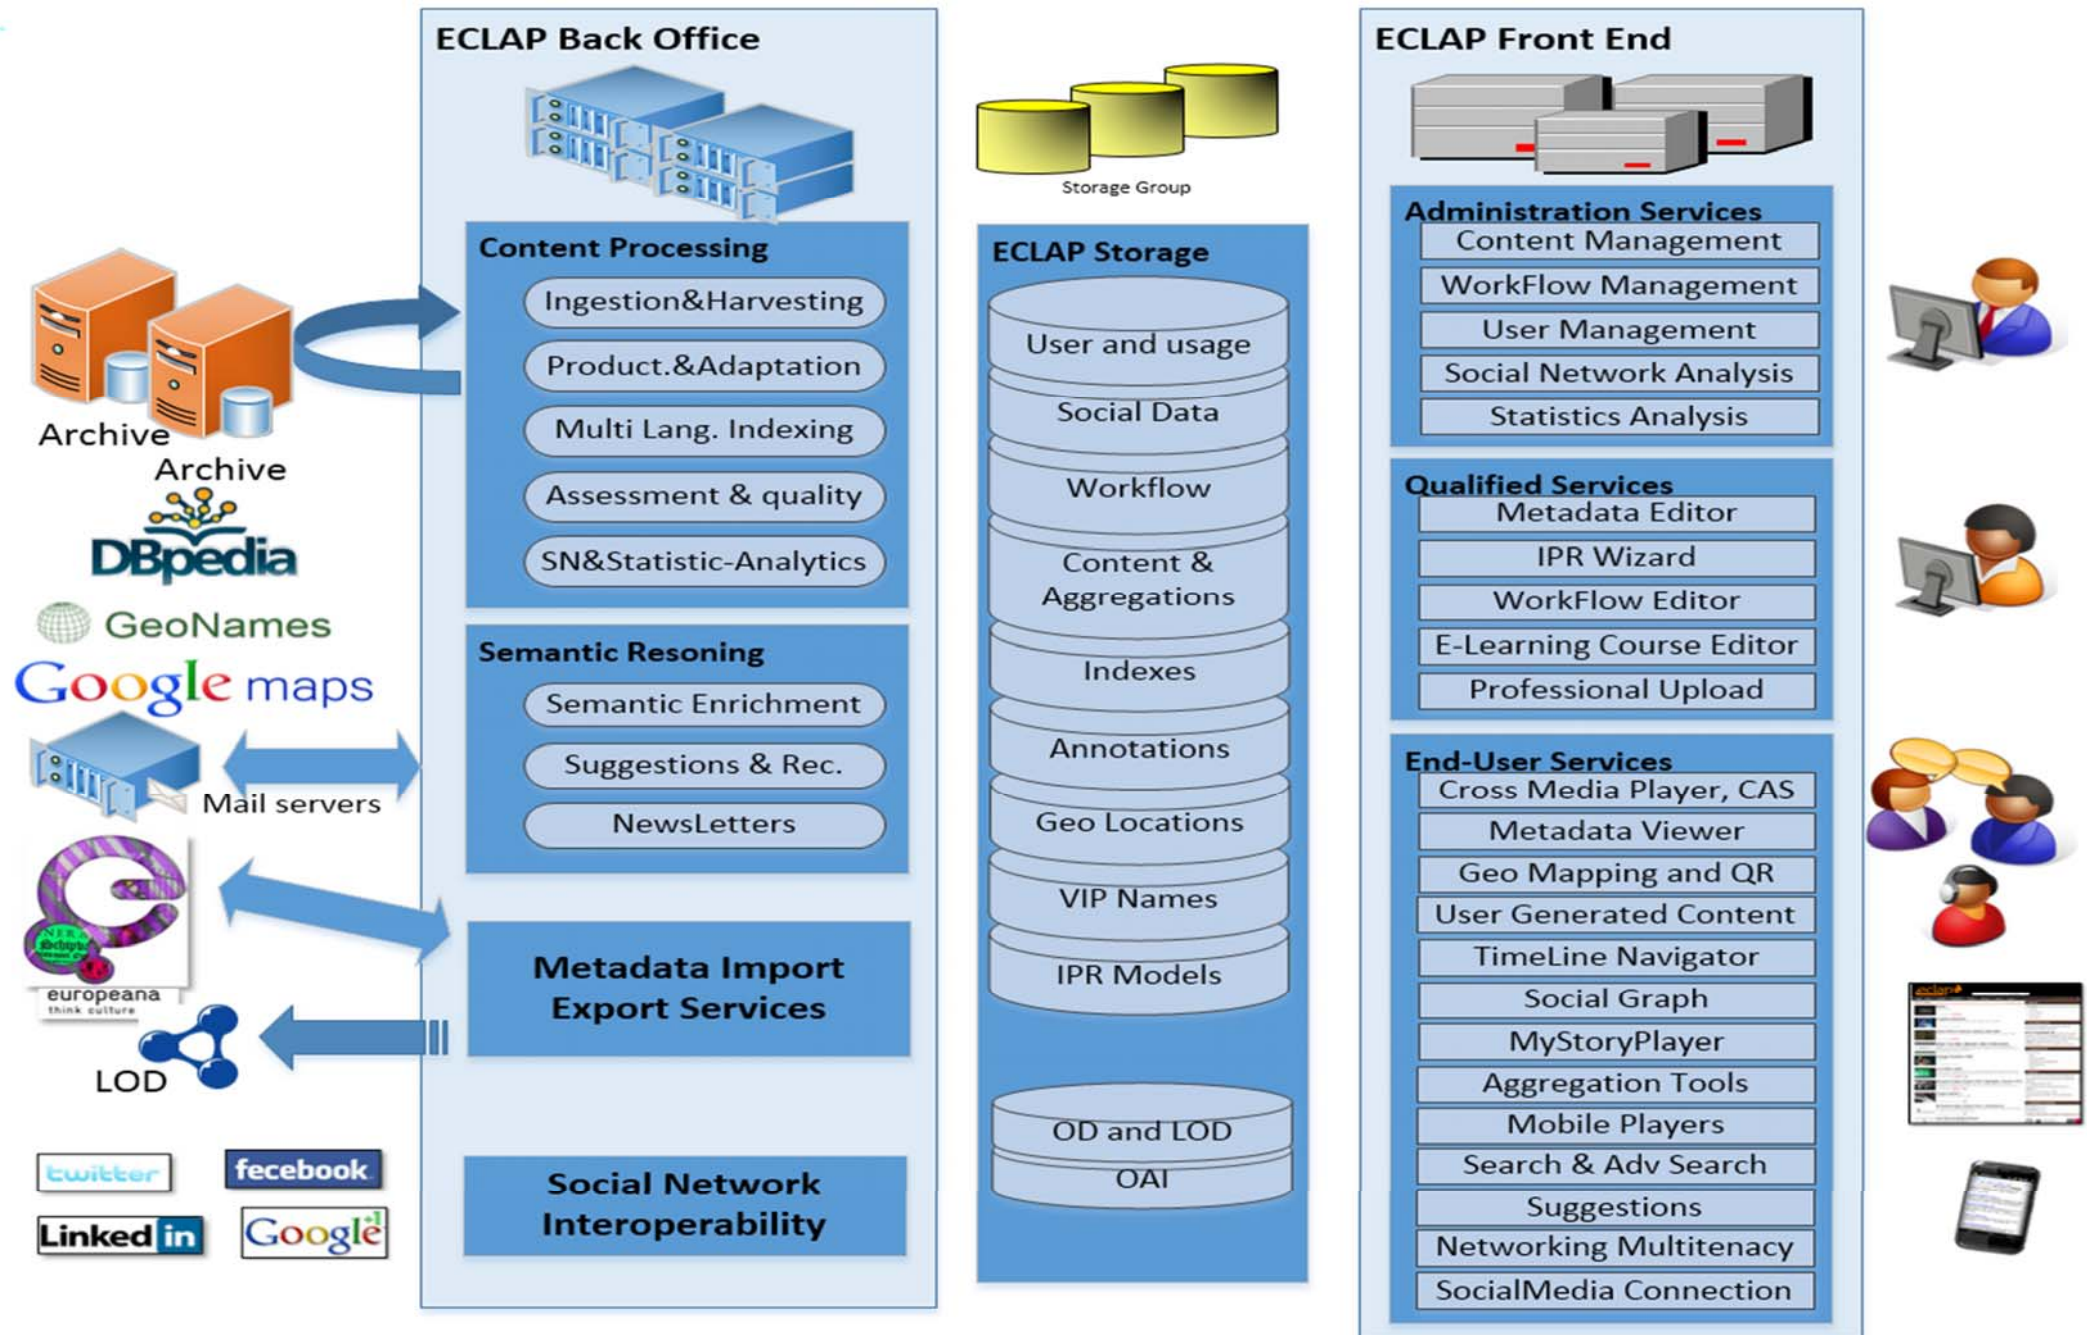 ECLAP Back Office
Content Processing
Ingestion&Harvesting
Product.&Adaptation
Multi Lang. Indexing
Assessment & quality
SN&Statistic-Analytics
Semantic Resoning
Semantic Enrichment
Suggestions & Rec.
NewsLetters
Metadata Import
Export Services
Social Network
Interoperability
Archive
Archive
DBpedia
GeoNames
Google maps
Mail servers
europeana
think culture
LOD
twitter
fecebook
Linked in
Google +1
Storage Group
ECLAP Storage
User and usage
Social Data
Workflow
Content &
Aggregations
Indexes
Annotations
Geo Locations
VIP Names
IPR Models
OD and LOD
OAI
ECLAP Front End
Administration Services
Content Management
WorkFlow Management
User Management
Social Network Analysis
Statistics Analysis
Qualified Services
Metadata Editor
IPR Wizard
WorkFlow Editor
E-Learning Course Editor
Professional Upload
End-User Services
Cross Media Player, CAS
Metadata Viewer
Geo Mapping and QR
User Generated Content
TimeLine Navigator
Social Graph
MyStoryPlayer
Aggregation Tools
Mobile Players
Search & Adv Search
Suggestions
Networking Multitenacy
SocialMedia Connection
eclap